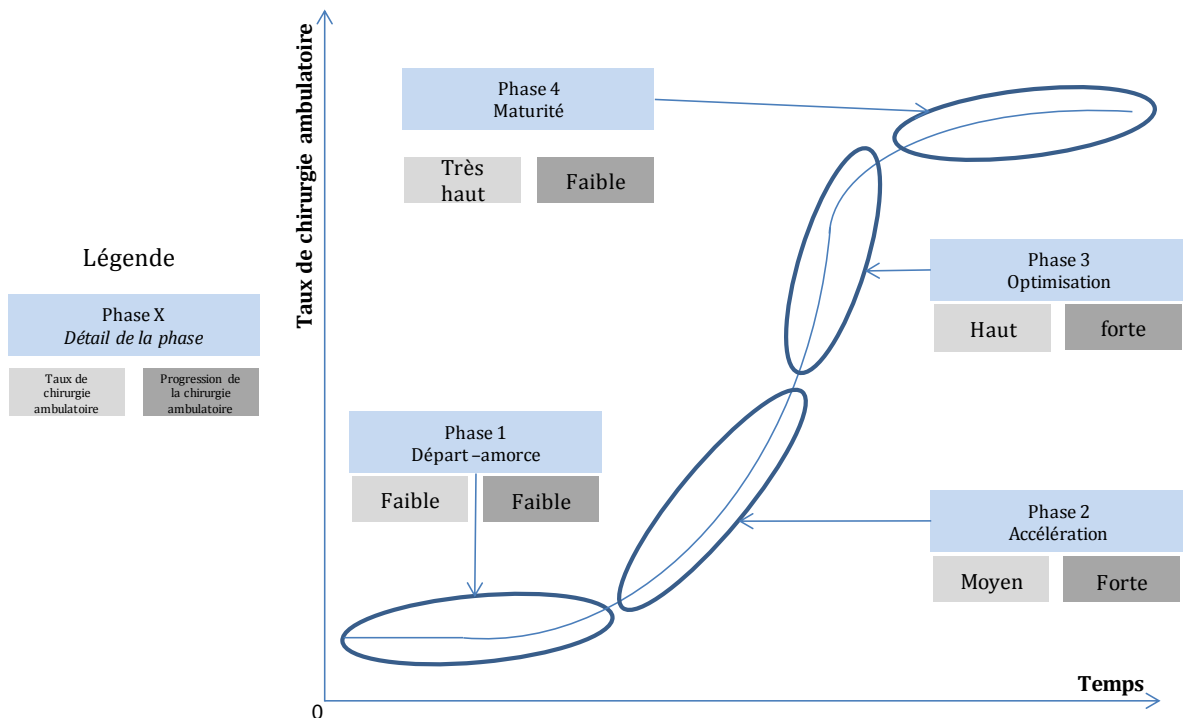 Taux de chirurgie ambulatoire
Phase 4
Maturité
Très
haut
Faible
Légende
Phase X
Détail de la phase
Taux de
chirurgie
ambulatoire
Progression de
la chirurgie
ambulatoire
Phase 3
Optimisation
Haut
forte
Phase 1
Départ –amorce
Faible
Faible
Phase 2
Accélération
Moyen
Forte
Temps
0